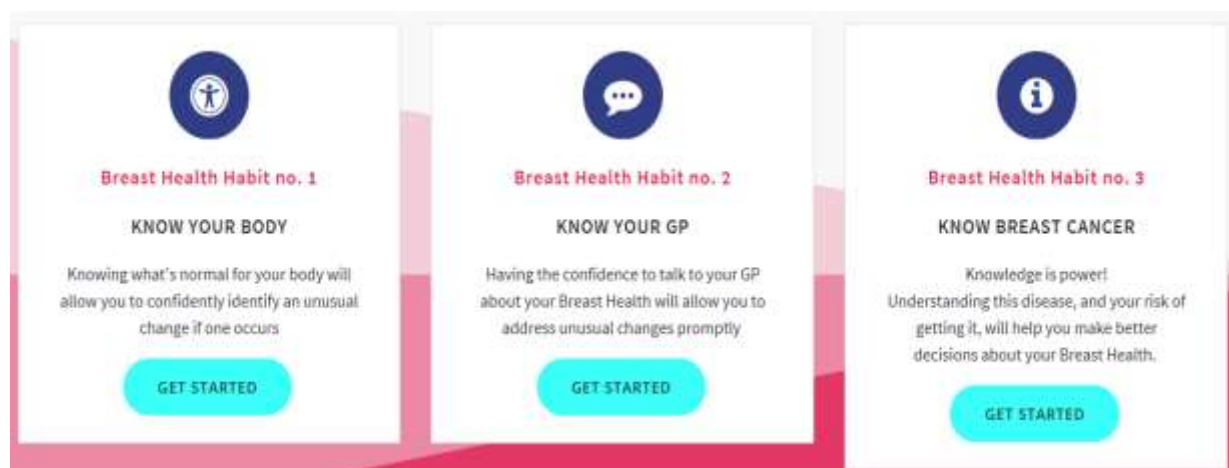 Breast Health Habit no. 1
KNOW YOUR BODY
Knowing what's normal for your body will
allow you to confidently identify an unusual
change if one occurs
GET STARTED
Breast Health Habit no. 2
KNOW YOUR GP
Having the confidence to talk to your GP
about your Breast Health will allow you to
address unusual changes promptly
GET STARTED
Breast Health Habit no. 3
KNOW BREAST CANCER
Knowledge is power!
Understanding this disease, and your risk of
getting it, will help you make better
decisions about your Breast Health.
GET STARTED